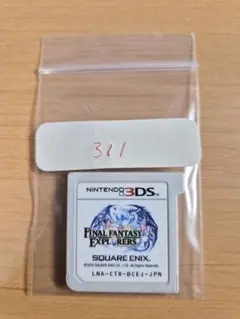 311
NINTENDO 3DS
FINAL FANTASY
EXPLORERS
SQUARE ENIX
LNA-CTR-BCEJ-JPN